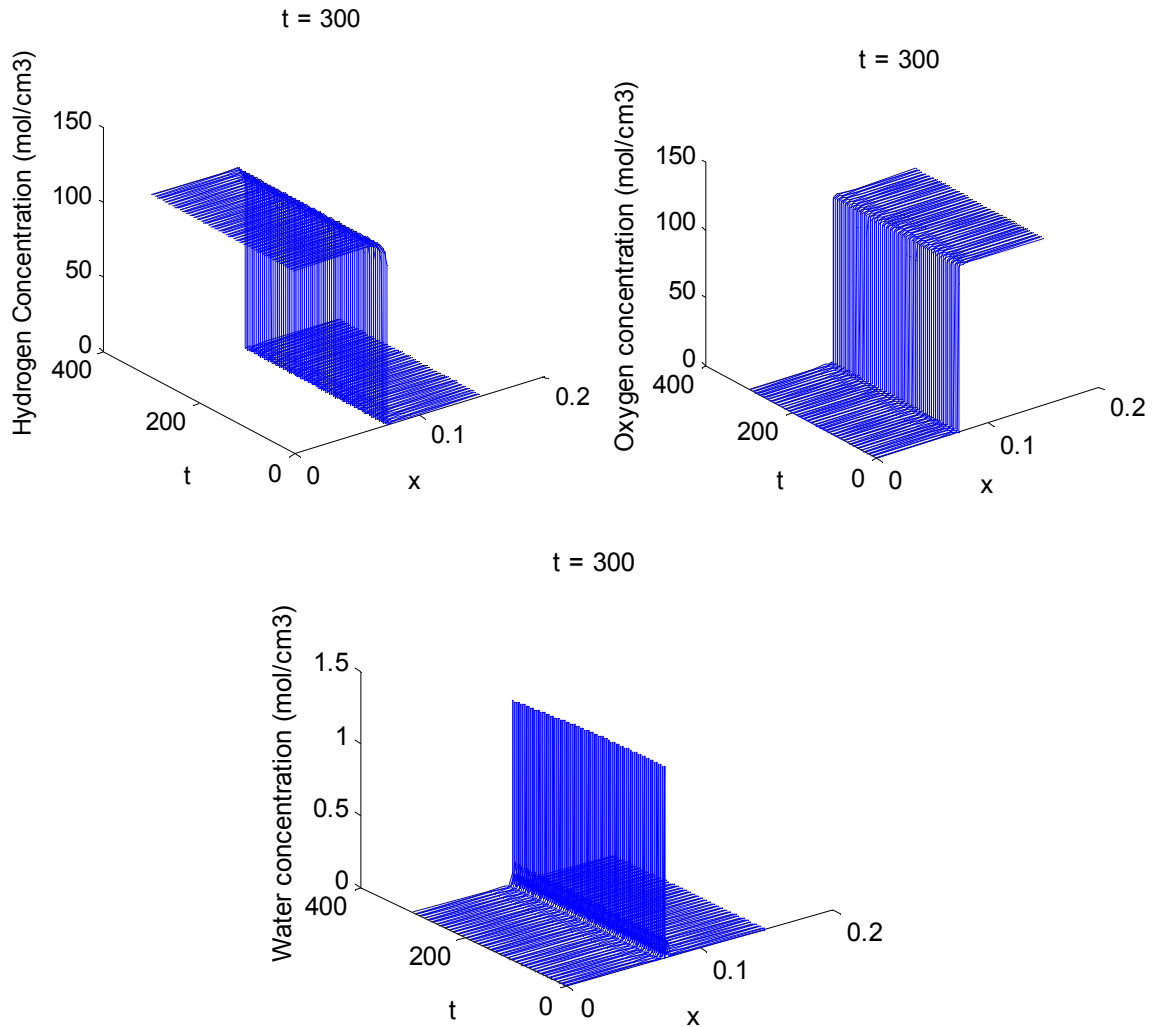 t = 300
Hydrogen Concentration (mol/cm3)
150
100
50
0
400
200
0
0
0.1
0.2
t
x
t = 300
Oxygen concentration (mol/cm3)
150
100
50
0
400
200
0
0
0.1
0.2
t
x
t = 300
Water concentration (mol/cm3)
1.5
1
0.5
0
400
200
0
0
0.1
0.2
t
x